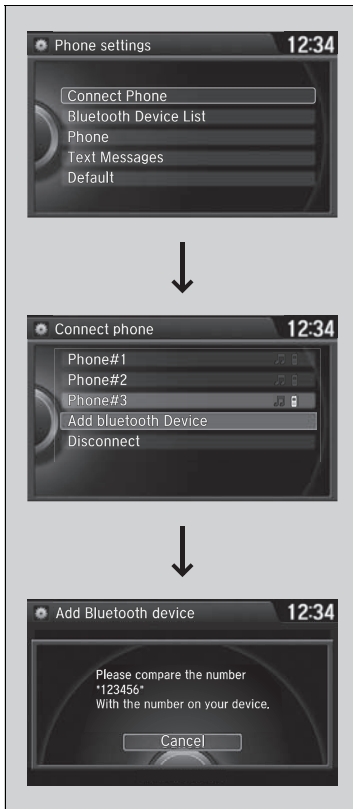 Phone settings 12:34
Connect Phone
Bluetooth Device List
Phone
Text Messages
Default
Connect phone 12:34
Phone#1
Phone#2
Phone#3
Add bluetooth Device
Disconnect
Add Bluetooth device 12:34
Please compare the number
"123456"
With the number on your device.
Cancel